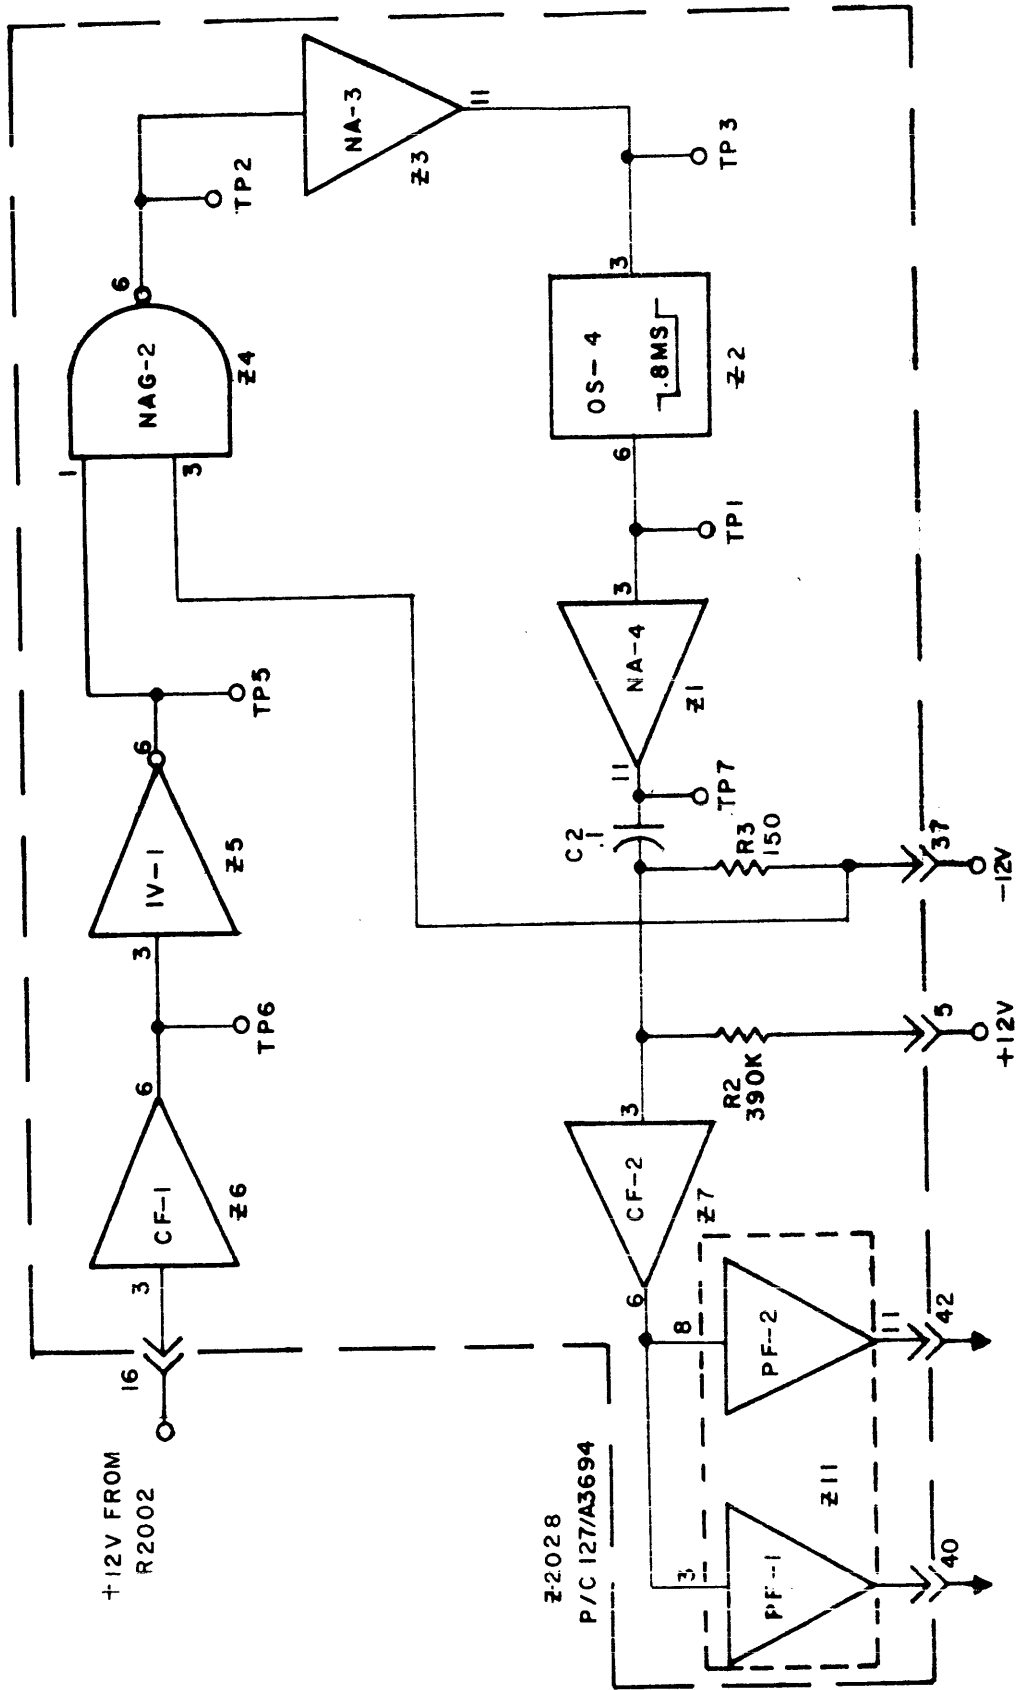 +12V FROM
R2002
16
3
CF-1
Z6
6
TP6
3
IV-1
Z5
6
TP5
1
3
NAG-2
Z4
6
TP2
NA-3
Z3
11
TP3
3
OS-4
.8MS
Z2
6
TP1
3
NA-4
Z1
11
TP7
C2
.1
R3
150
37
-12V
R2
390K
5
+12V
3
CF-2
Z7
6
8
PF-2
11
42
3
PF-1
Z11
40
Z2028
P/C 127/A3694